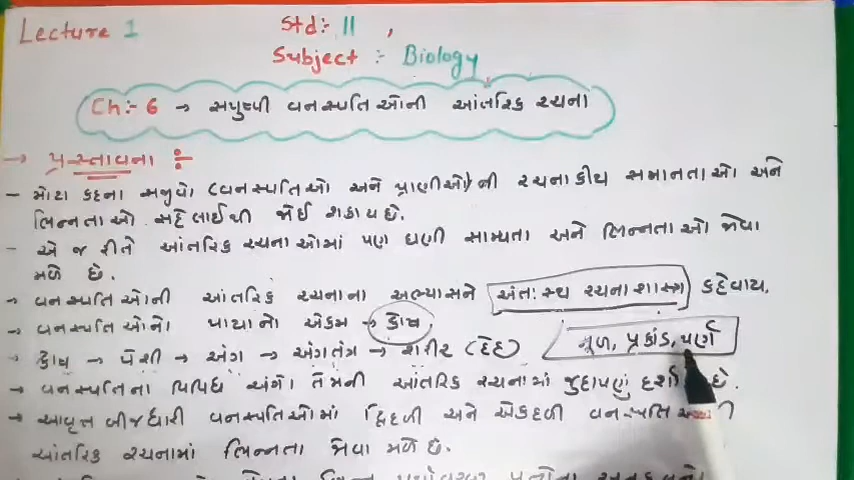 Lecture 1
Std:- 11 ,
Subject :- Biology
Ch:- 6 → સપુષ્પી વનસ્પતિઓની આંતરિક રચના
→ પ્રસ્તાવના :-
- મોટા કદના સજીવો (વનસ્પતિઓ અને પ્રાણીઓ)ની રચનાકીય સમાનતાઓ અને
ભિન્નતાઓ સહેલાઈથી જોઈ શકાય છે.
- એ જ રીતે આંતરિક રચનાઓમાં પણ ઘણી સામ્યતા અને ભિન્નતાઓ જોવા
મળે છે.
→ વનસ્પતિઓની આંતરિક રચનાના અભ્યાસને અંતઃસ્થ રચનાશાસ્ત્ર કહેવાય.
→ વનસ્પતિઓનો પાયાનો એકમ → કોષ
મૂળ, પ્રકાંડ, પર્ણ
→ કોષ → પેશી → અંગ → અંગતંત્ર → શરીર (દેહ)
→ વનસ્પતિના વિવિધ અંગો તેમની આંતરિક રચનામાં જુદાપણું છે.
→ આવૃત બીજધારી વનસ્પતિઓમાં દ્વિદળી અને એકદળી વનસ્પતિ
આંતરિક રચનામાં ભિન્નતા જોવા મળે છે.